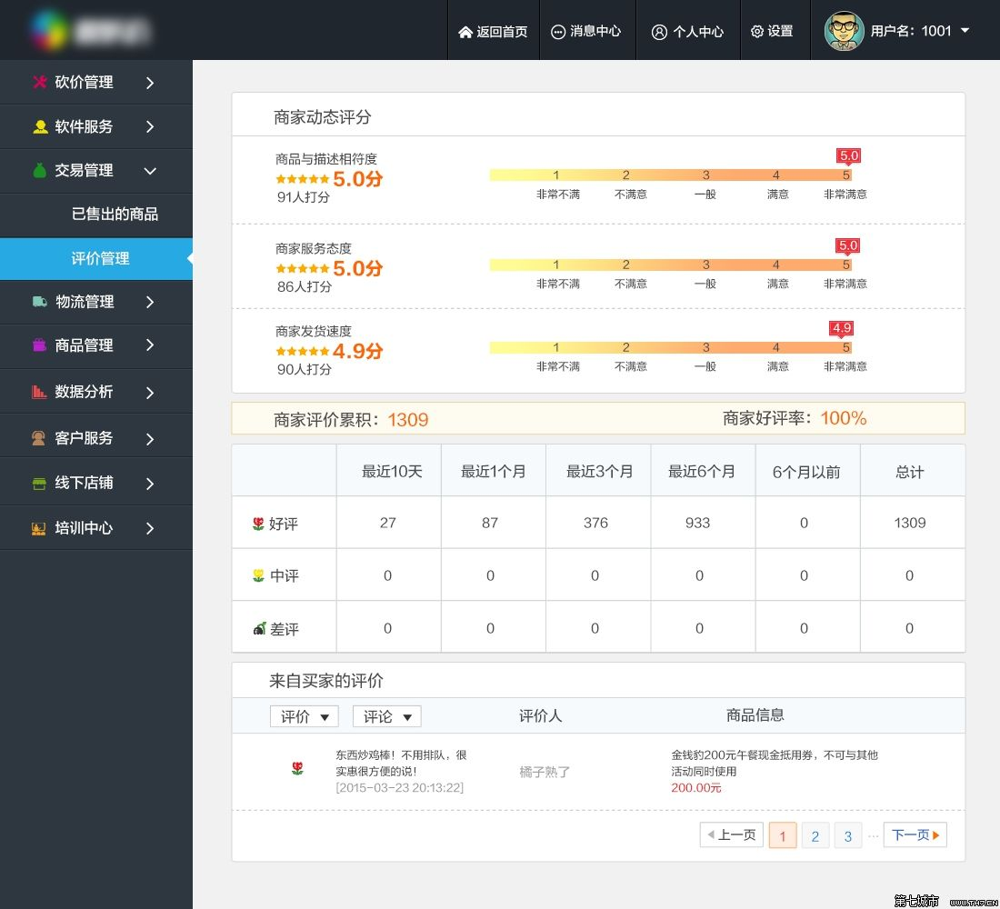 返回首页
消息中心
个人中心
设置
用户名：1001
砍价管理
软件服务
交易管理
已售出的商品
评价管理
物流管理
商品管理
数据分析
客户服务
线下店铺
培训中心
商家动态评分
商品与描述相符度
5.0分
91人打分
5.0
1 2 3 4 5
非常不满 不满意 一般 满意 非常满意
商家服务态度
5.0分
86人打分
5.0
1 2 3 4 5
非常不满 不满意 一般 满意 非常满意
商家发货速度
4.9分
90人打分
4.9
1 2 3 4 5
非常不满 不满意 一般 满意 非常满意
商家评价累积：1309 商家好评率：100%
最近10天 最近1个月 最近3个月 最近6个月 6个月以前 总计
好评 27 87 376 933 0 1309
中评 0 0 0 0 0 0
差评 0 0 0 0 0 0
来自买家的评价
评价 ▼ 评论 ▼ 评价人 商品信息
东西炒鸡棒！不用排队，很
实惠很方便的说！
[2015-03-23 20:13:22]
橘子熟了
金钱豹200元午餐现金抵用券，不可与其他
活动同时使用
200.00元
上一页 1 2 3 ... 下一页
第七城市 WWW.TH7.CN